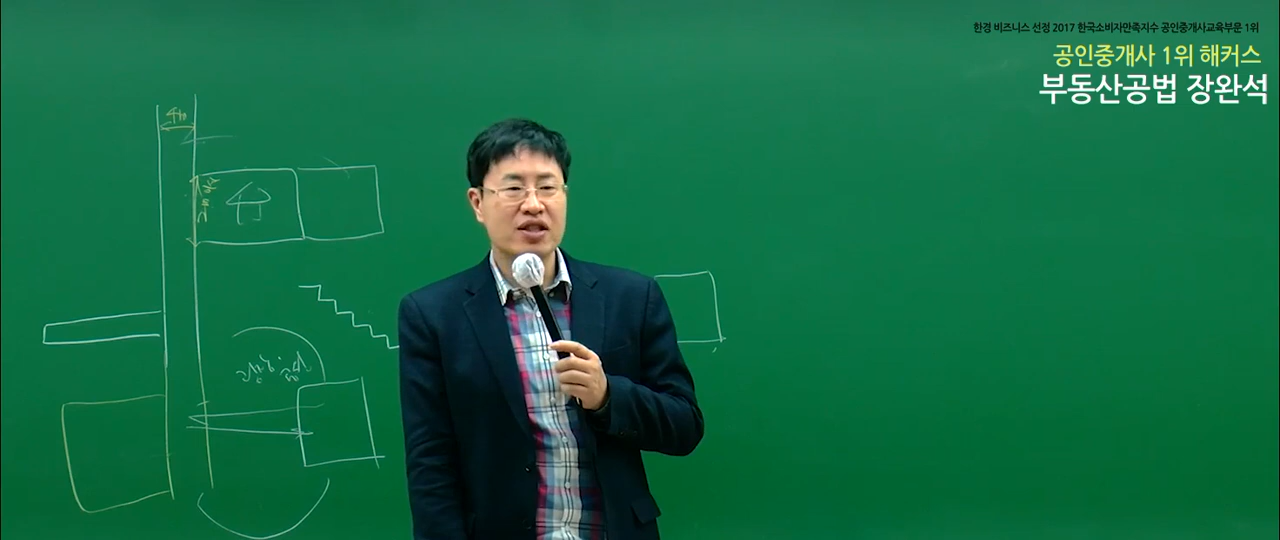 한경 비즈니스 선정 2017 한국소비자만족지수 공인중개사교육부문 1위
공인중개사 1위 해커스
부동산공법 장완석
4m